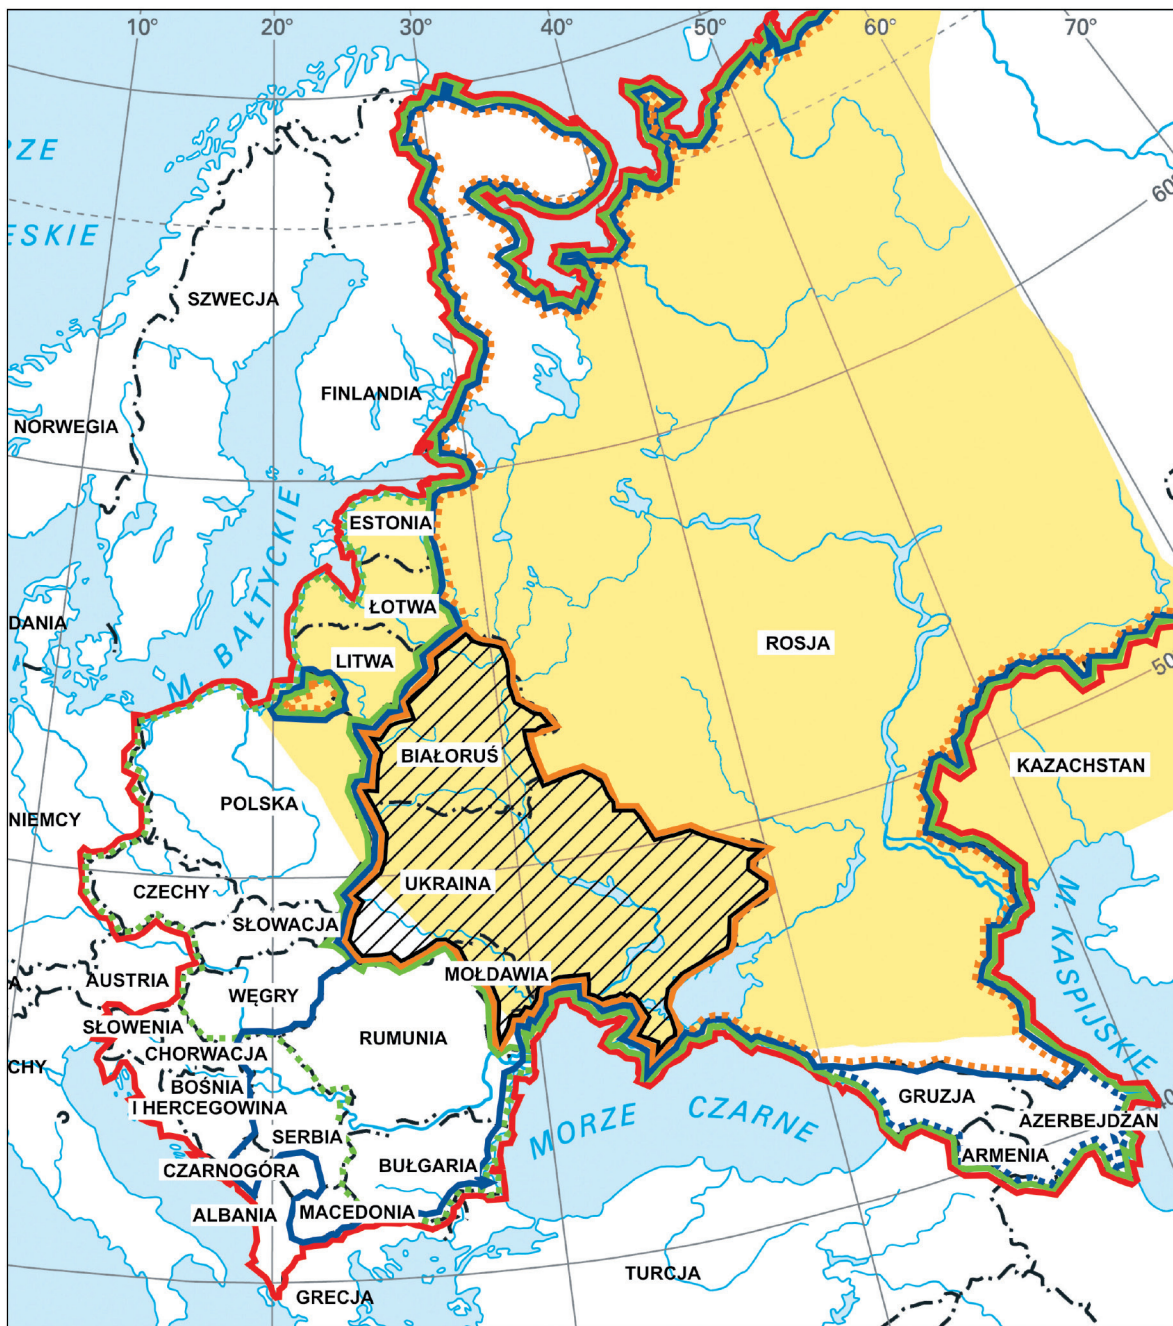 10°
20°
30°
40°
50°
60°
70°
RZE
ESKIE
60°
SZWECJA
FINLANDIA
NORWEGIA
M. BAŁTYCKIE
ESTONIA
ŁOTWA
DANIA
LITWA
ROSJA
50
BIAŁORUŚ
KAZACHSTAN
POLSKA
NIEMCY
UKRAINA
CZECHY
SŁOWACJA
M. KASPIJSKIE
MOŁDAWIA
A
AUSTRIA
WĘGRY
SŁOWENIA
RUMUNIA
CHORWACJA
CHY
BOŚNIA
I HERCEGOWINA
GRUZJA
40
MORZE CZARNE
AZERBEJDŻAN
SERBIA
ARMENIA
CZARNOGÓRA
BUŁGARIA
ALBANIA
MACEDONIA
TURCJA
GRECJA